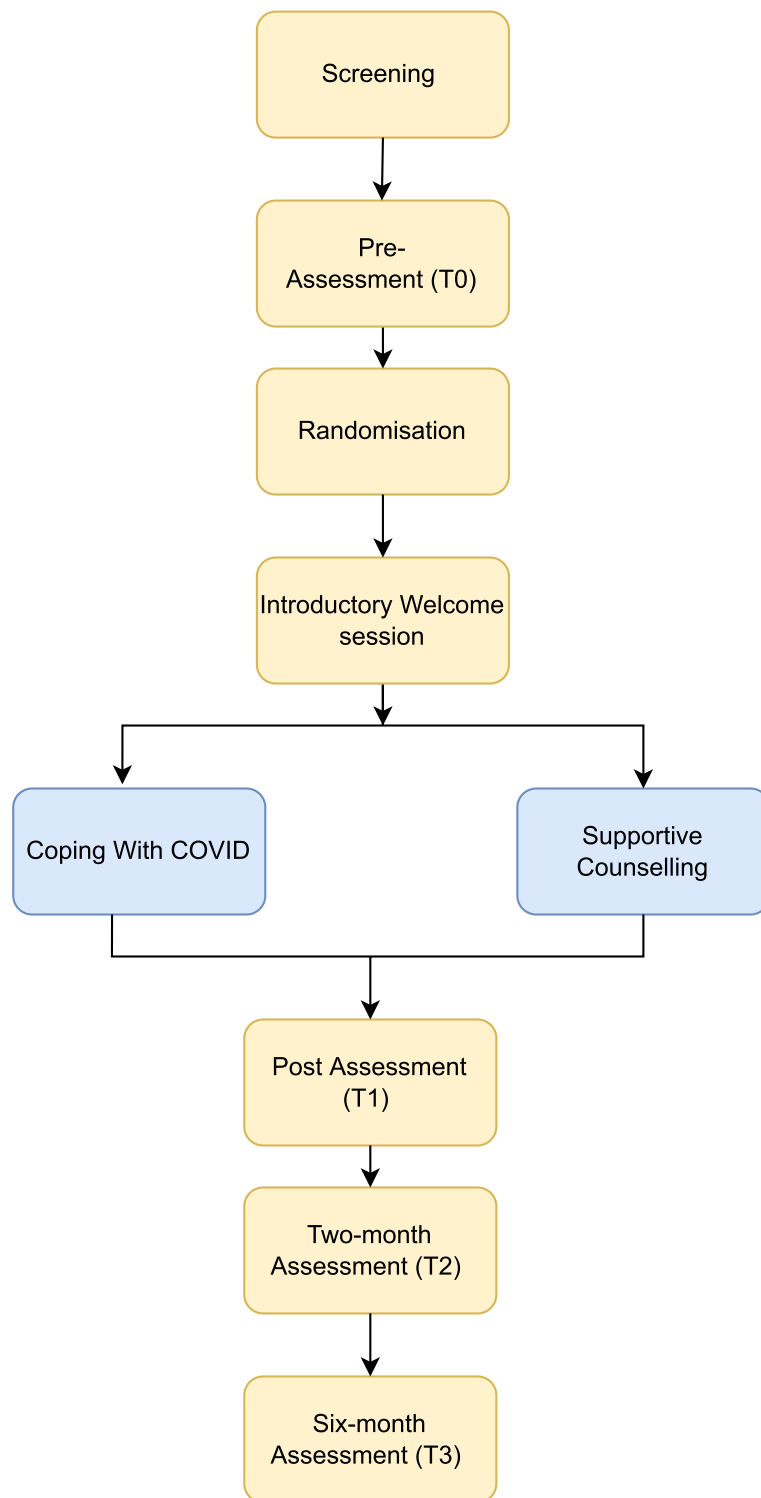 Screening
Pre-
Assessment (T0)
Randomisation
Introductory Welcome
session
Coping With COVID
Supportive
Counselling
Post Assessment
(T1)
Two-month
Assessment (T2)
Six-month
Assessment (T3)